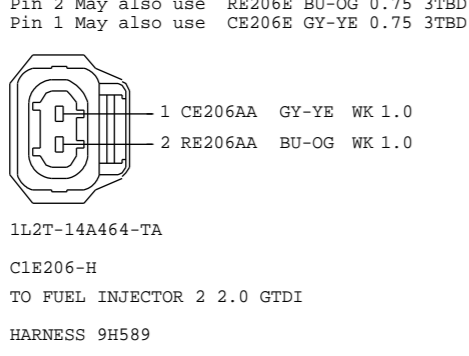 Pin 2 May also use RE206E BU-OG 0.75 3TBD
Pin 1 May also use CE206E GY-YE 0.75 3TBD
1 CE206AA GY-YE WK 1.0
2 RE206AA BU-OG WK 1.0
1L2T-14A464-TA
C1E206-H
TO FUEL INJECTOR 2 2.0 GTDI
HARNESS 9H589